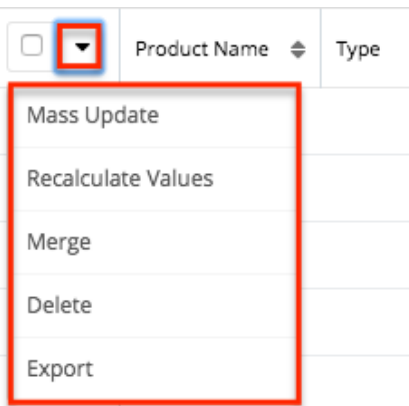 Product Name Type
Mass Update
Recalculate Values
Merge
Delete
Export